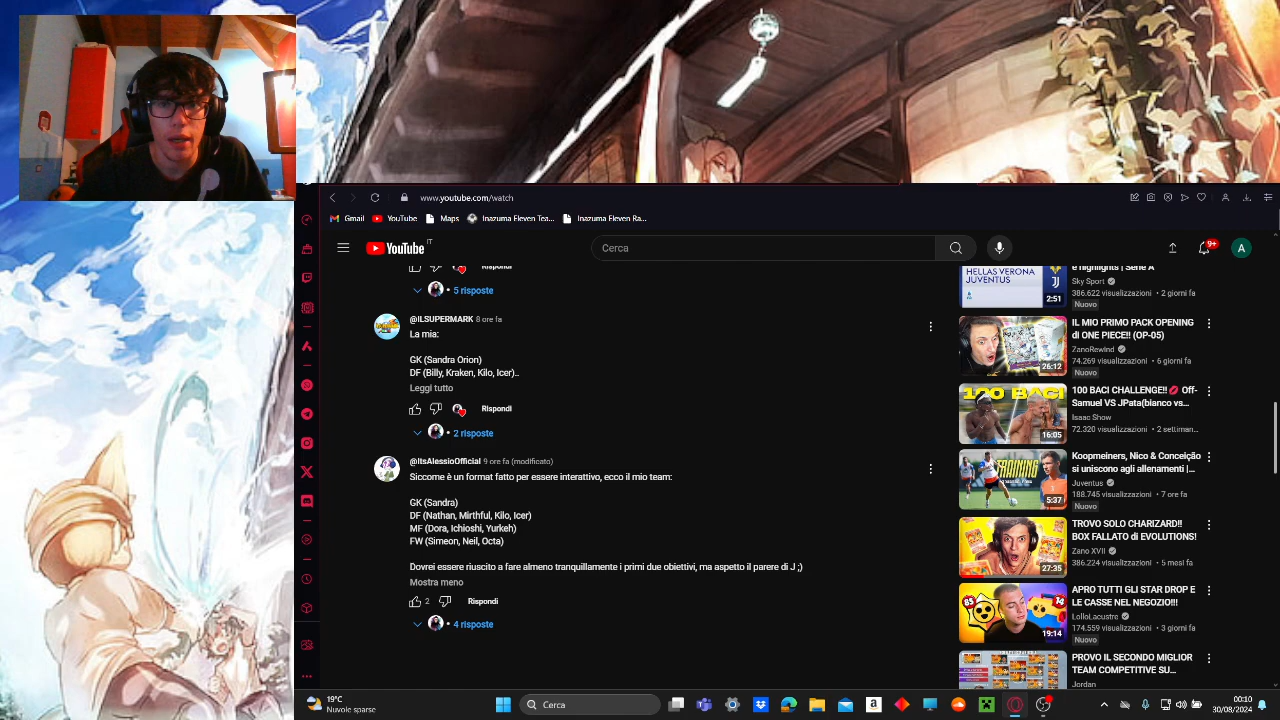 www.youtube.com/watch
Gmail
YouTube
Maps
Inazuma Eleven Tea...
Inazuma Eleven Ra...
YouTube IT
Cerca
9+
A
Rispondi
5 risposte
@ILSUPERMARK 8 ore fa
La mia:
GK (Sandra Orion)
DF (Billy, Kraken, Kilo, Icer)...
Leggi tutto
Rispondi
2 risposte
@ItsAlessioOfficial 9 ore fa (modificato)
Siccome è un format fatto per essere interattivo, ecco il mio team:
GK (Sandra)
DF (Nathan, Mirthful, Kilo, Icer)
MF (Dora, Ichioshi, Yurkeh)
FW (Simeon, Neil, Octa)
Dovrei essere riuscito a fare almeno tranquillamente i primi due obiettivi, ma aspetto il parere di J ;)
Mostra meno
2
Rispondi
4 risposte
HELLAS VERONA
JUVENTUS
2:51
e highlights | Serie A
Sky Sport
386.622 visualizzazioni • 2 giorni fa
Nuovo
26:12
IL MIO PRIMO PACK OPENING
di ONE PIECE!! (OP-05)
ZanoRewind
74.269 visualizzazioni • 6 giorni fa
Nuovo
100 BACI
16:05
100 BACI CHALLENGE!!💋 Off-
Samuel VS JPata(bianco vs...
Isaac Show
72.320 visualizzazioni • 2 settiman...
TRAINING
5:37
Koopmeiners, Nico & Conceição
si uniscono agli allenamenti |...
Juventus
188.745 visualizzazioni • 7 ore fa
Nuovo
27:35
TROVO SOLO CHARIZARD!!
BOX FALLATO di EVOLUTIONS!
Zano XVII
386.224 visualizzazioni • 5 mesi fa
85
14
19:14
APRO TUTTI GLI STAR DROP E
LE CASSE NEL NEGOZIO!!!
LolloLacustre
174.559 visualizzazioni • 3 giorni fa
Nuovo
PROVO IL SECONDO MIGLIOR
TEAM COMPETITIVE SU...
Jordan
19°C
Nuvole sparse
Cerca
00:10
30/08/2024